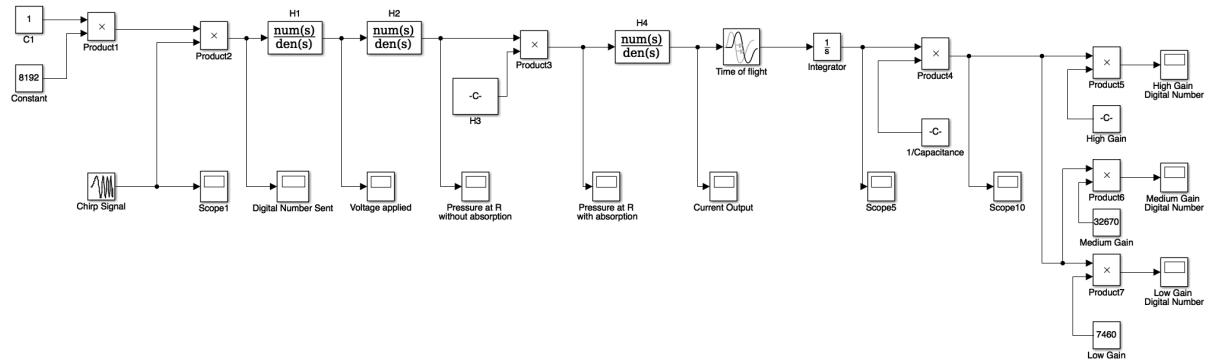 1
C1
×
Product1
8192
Constant
×
Product2
H1
num(s)
den(s)
H2
num(s)
den(s)
×
Product3
-C-
H3
H4
num(s)
den(s)
Time of flight
1
s
Integrator
×
Product4
-C-
1/Capacitance
×
Product5
High Gain
Digital Number
-C-
High Gain
Chirp Signal
Scope1
Digital Number Sent
Voltage applied
Pressure at R
without absorption
Pressure at R
with absorption
Current Output
Scope5
Scope10
×
Product6
Medium Gain
Digital Number
32670
Medium Gain
×
Product7
Low Gain
Digital Number
7460
Low Gain